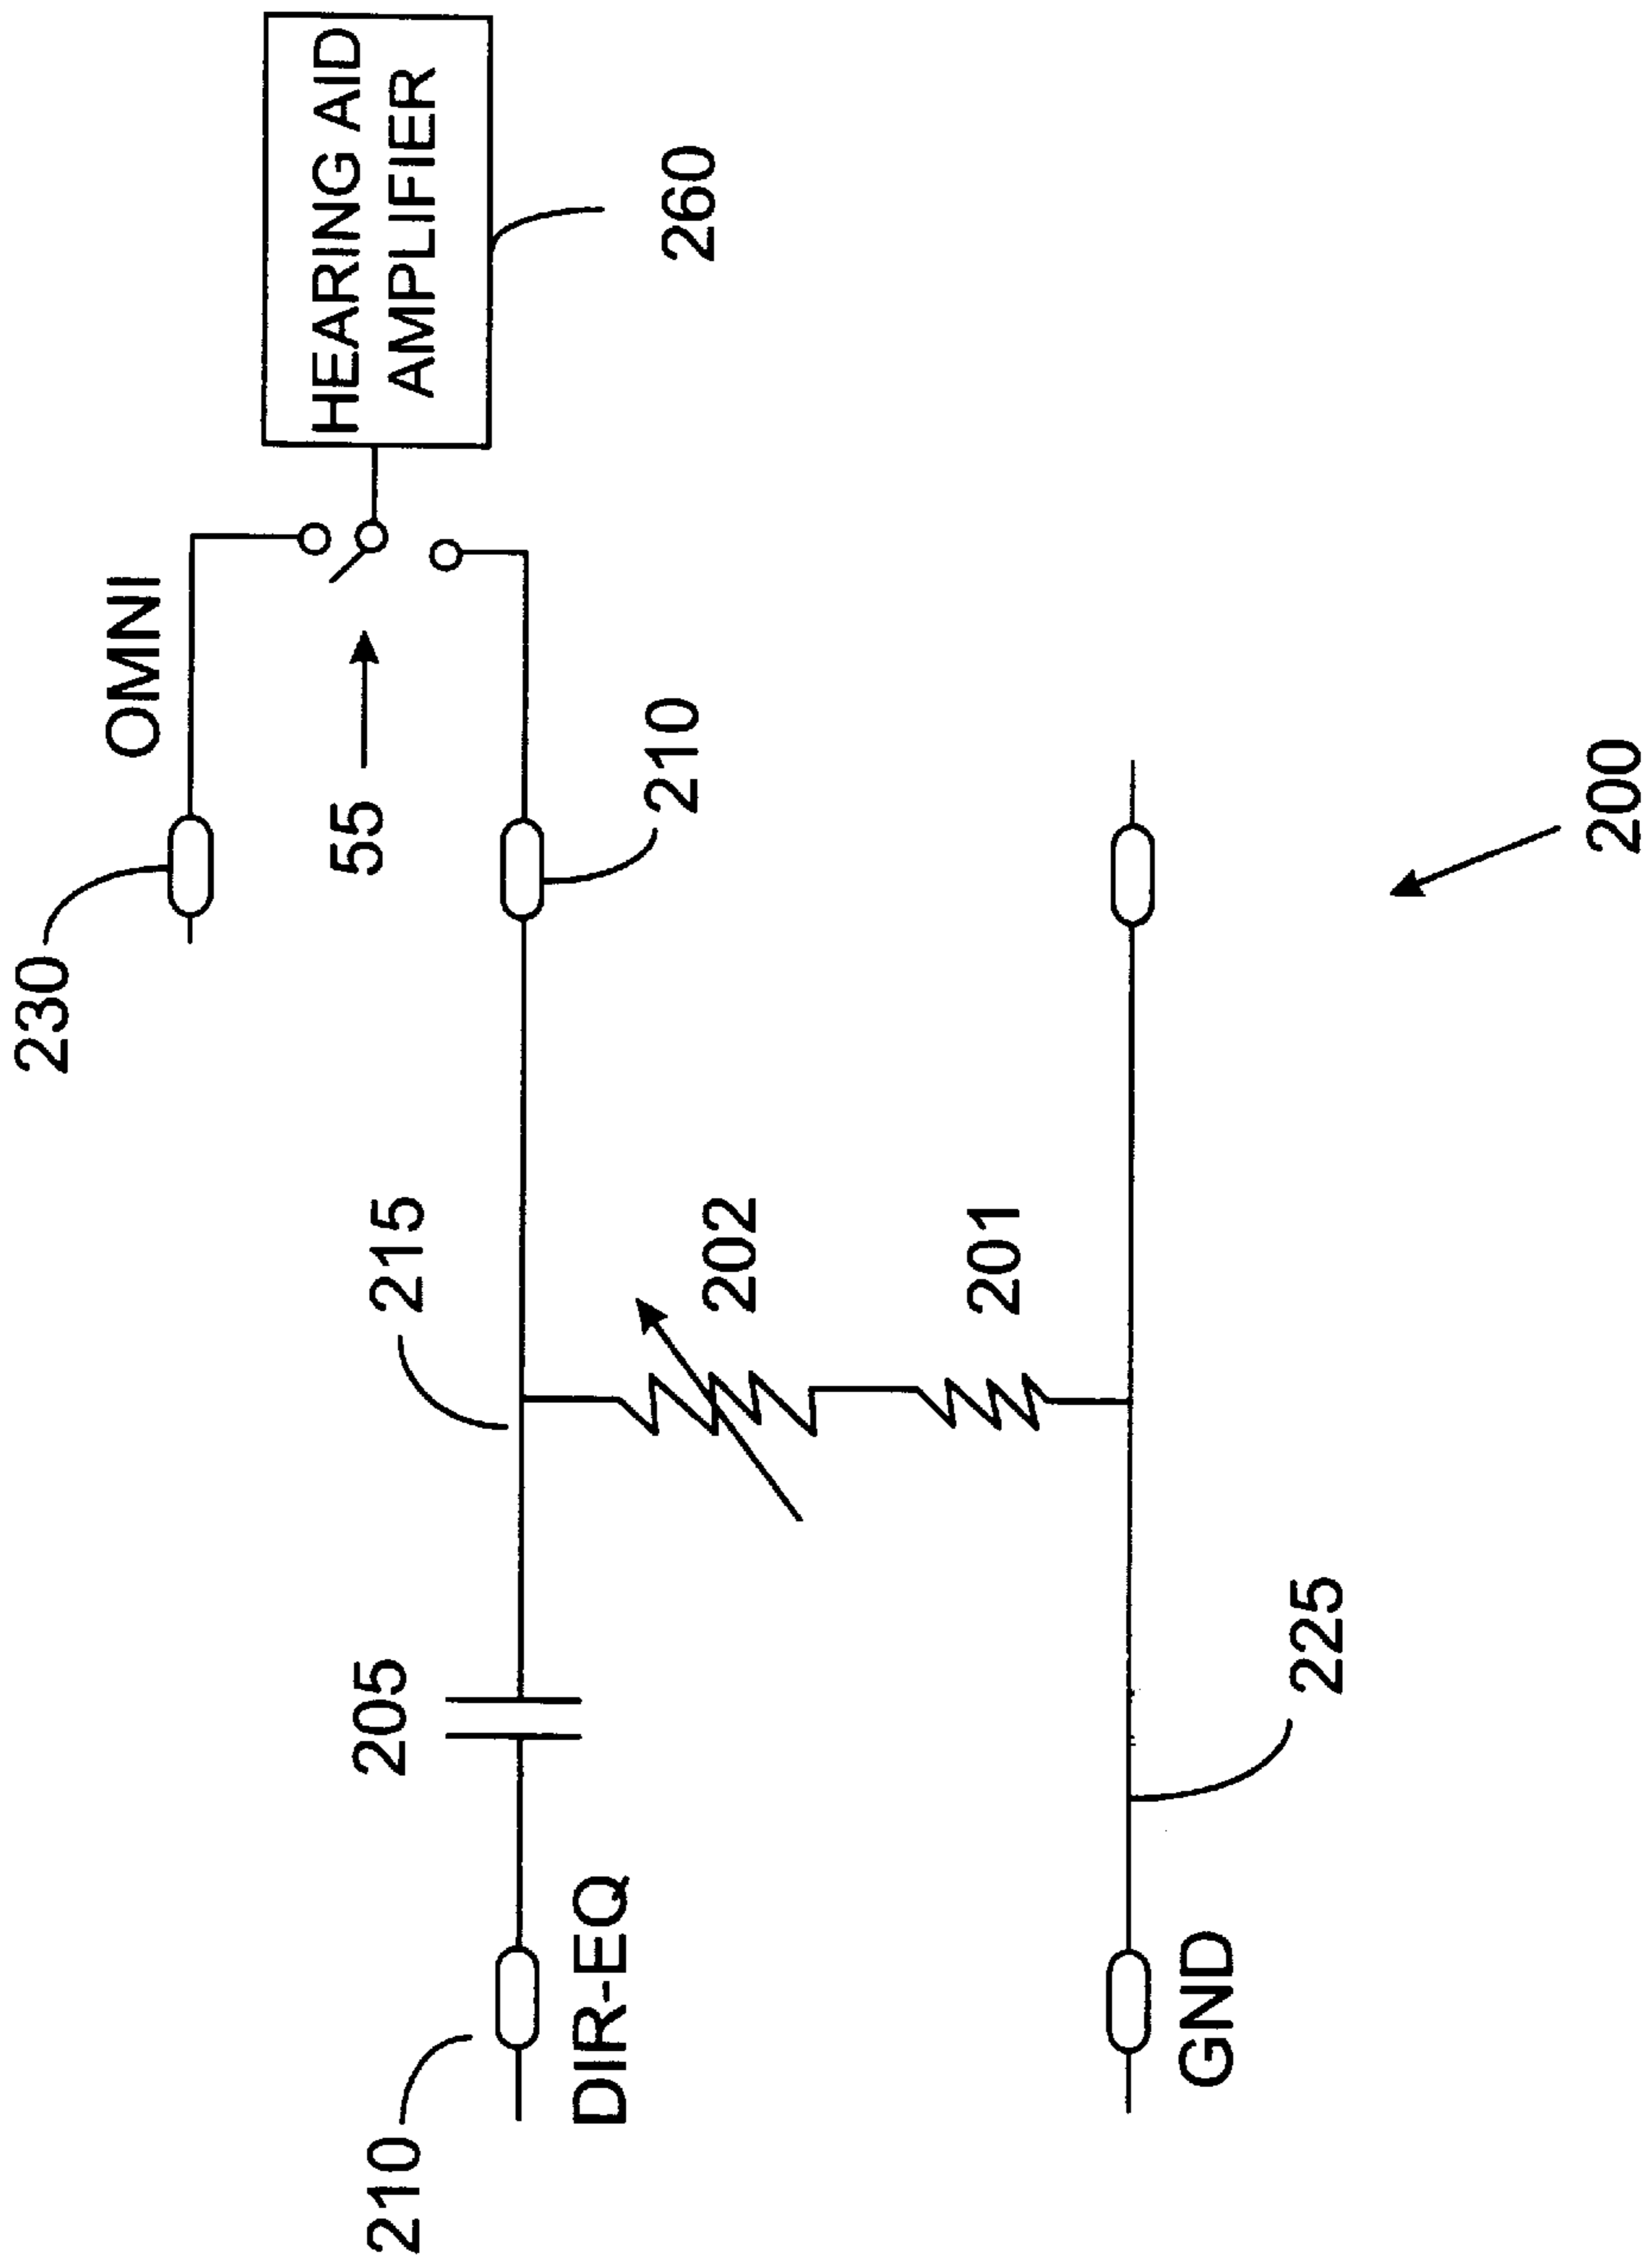 230
OMNI
HEARING AID
AMPLIFIER
55
260
215
210
205
202
210
DIR-EQ
201
225
GND
200